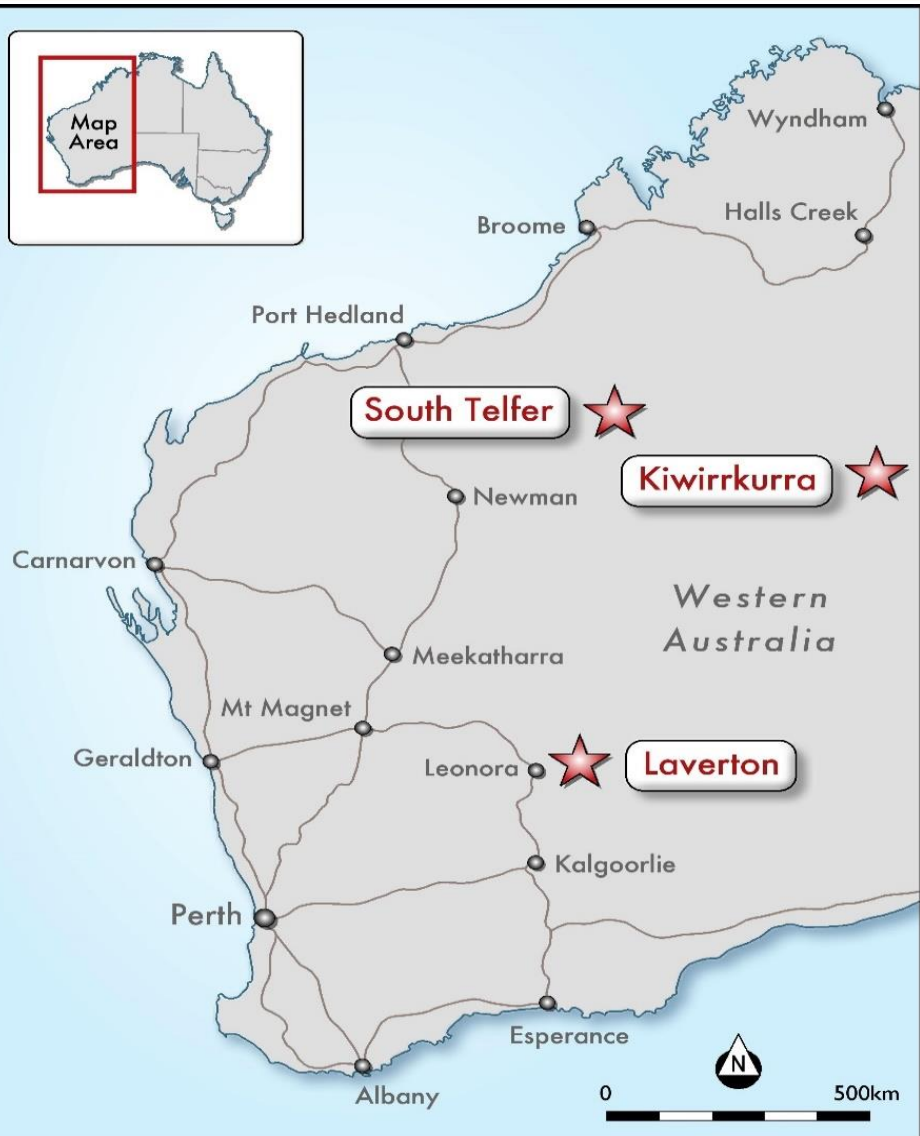 Map
Area
Wyndham
Halls Creek
Broome
Port Hedland
South Telfer
Kiwirrkurra
Newman
Carnarvon
Western
Australia
Meekatharra
Mt Magnet
Geraldton
Leonora
Laverton
Kalgoorlie
Perth
Esperance
N
Albany
0
500km